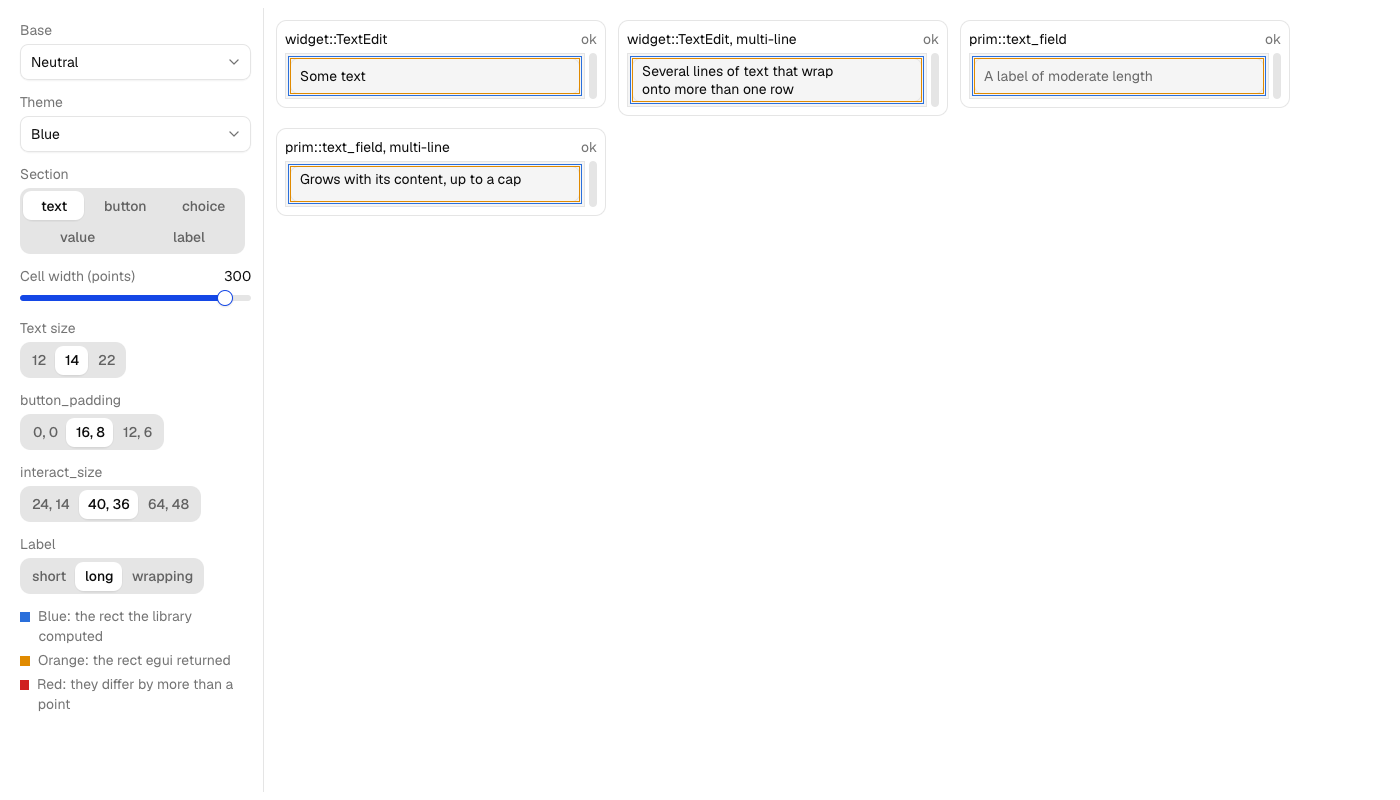 Base
Neutral
Theme
Blue
Section
text button choice
value label
Cell width (points) 300
Text size
12 14 22
button_padding
0, 0 16, 8 12, 6
interact_size
24, 14 40, 36 64, 48
Label
short long wrapping
Blue: the rect the library
computed
Orange: the rect egui returned
Red: they differ by more than a
point
widget::TextEdit ok
Some text
widget::TextEdit, multi-line ok
Several lines of text that wrap
onto more than one row
prim::text_field ok
A label of moderate length
prim::text_field, multi-line ok
Grows with its content, up to a cap